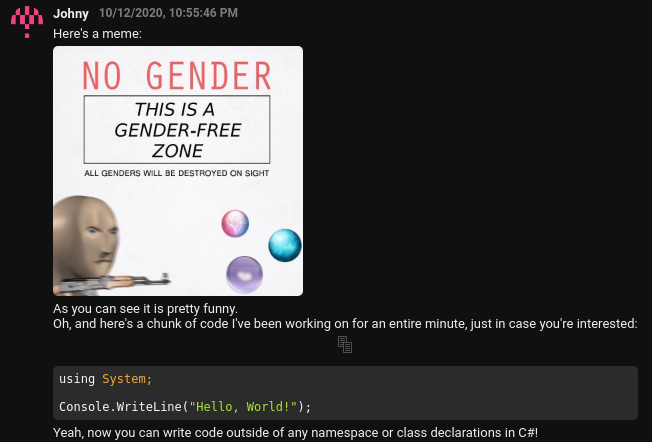 Johny 10/12/2020, 10:55:46 PM
Here's a meme:
NO GENDER
THIS IS A
GENDER-FREE
ZONE
ALL GENDERS WILL BE DESTROYED ON SIGHT
As you can see it is pretty funny.
Oh, and here's a chunk of code I've been working on for an entire minute, just in case you're interested:
using System;
Console.WriteLine("Hello, World!");
Yeah, now you can write code outside of any namespace or class declarations in C#!